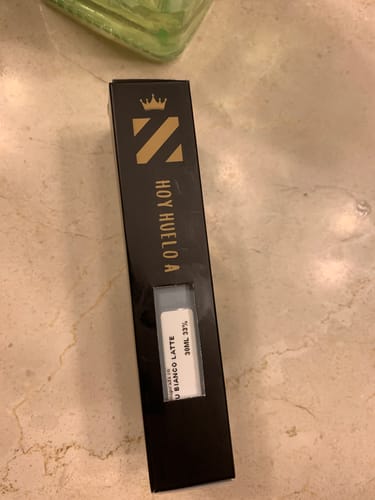 HOY HUELO A
U BIANCO LATTE
30ML 33%